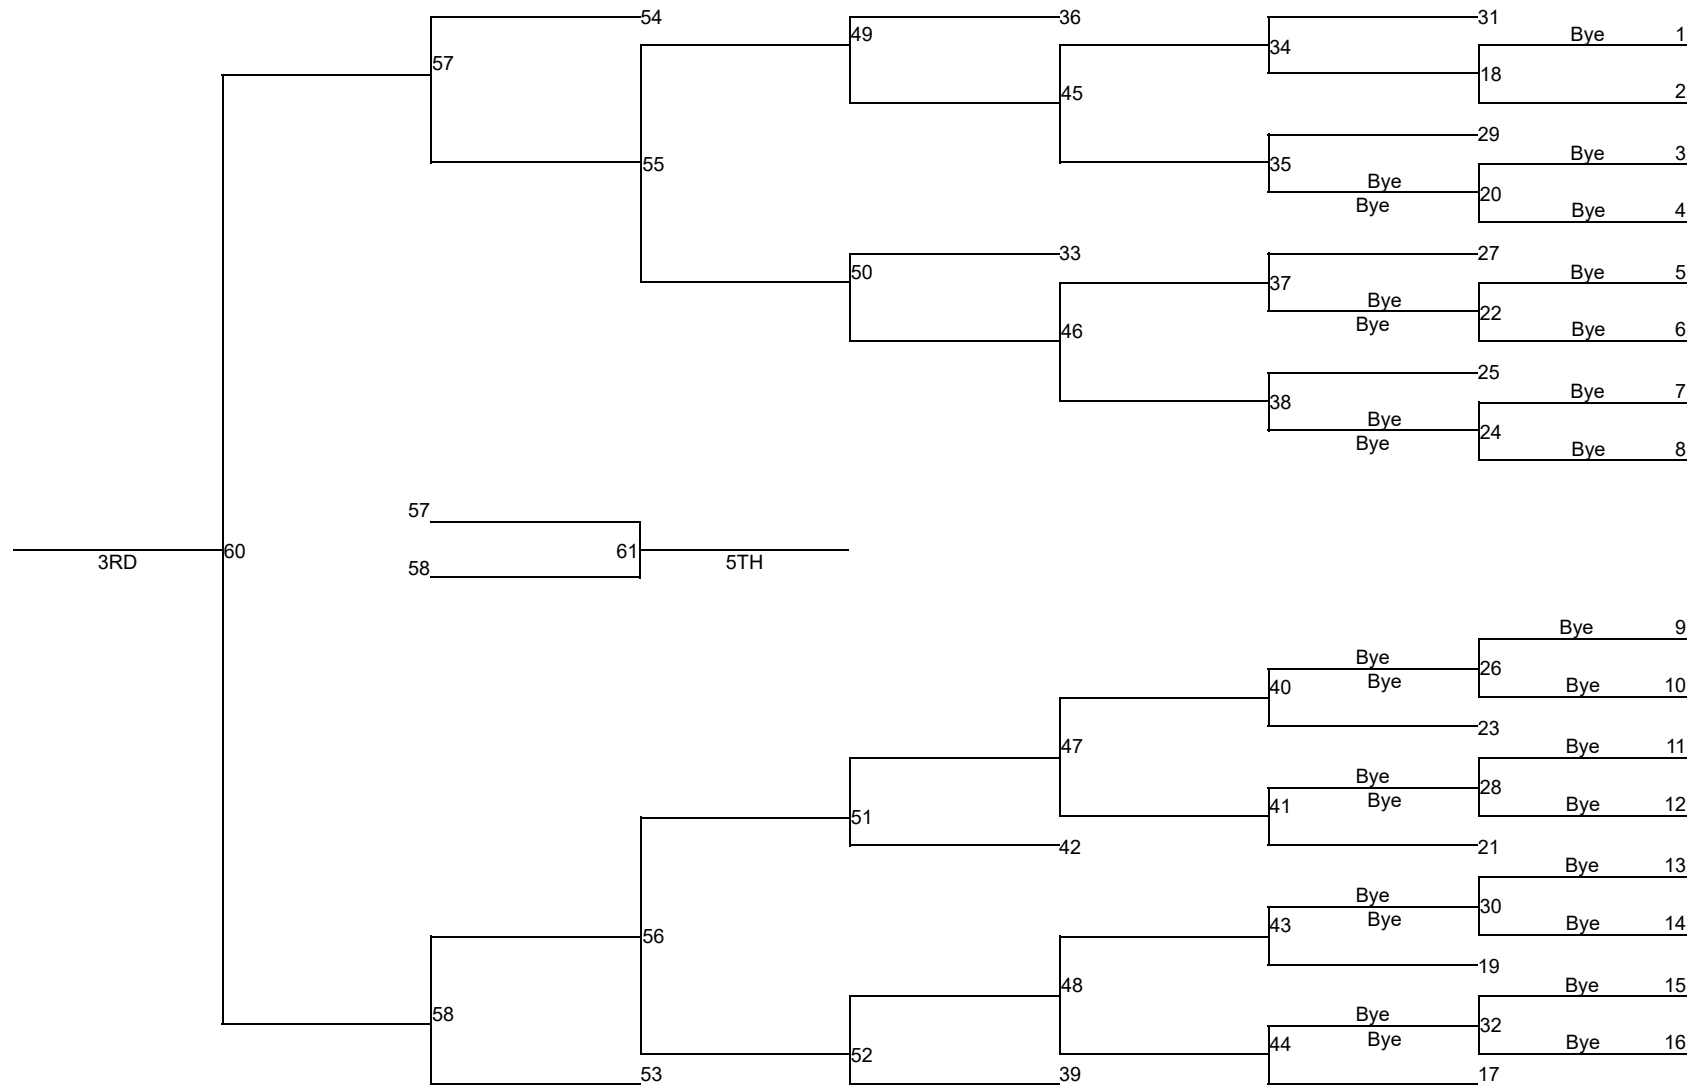 54 36 31
49 34 Bye 1
57 18
45 2
29
55 35 Bye 3
Bye 20
Bye Bye 4
33 27
50 37 Bye 5
Bye 22
46 Bye Bye 6
25
38 Bye 7
Bye 24
Bye Bye 8
57
3RD 60 61 5TH
58
Bye 9
Bye 26
40 Bye Bye 10
23
47 Bye 11
Bye 28
51 41 Bye Bye 12
42 21
Bye 13
Bye 30
56 43 Bye Bye 14
19
48 Bye 15
58 Bye 32
52 44 Bye Bye 16
53 39 17